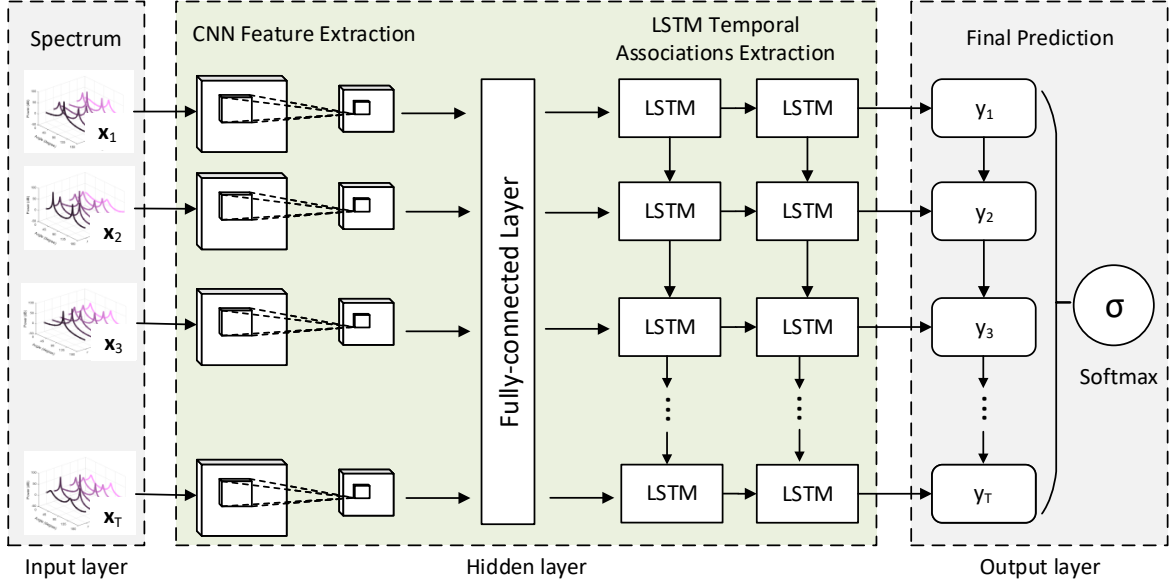 Spectrum
CNN Feature Extraction
LSTM Temporal
Associations Extraction
Final Prediction
x1
LSTM
LSTM
y1
x2
LSTM
LSTM
y2
Fully-connected Layer
x3
LSTM
LSTM
y3
σ
Softmax
xT
LSTM
LSTM
yT
Input layer
Hidden layer
Output layer